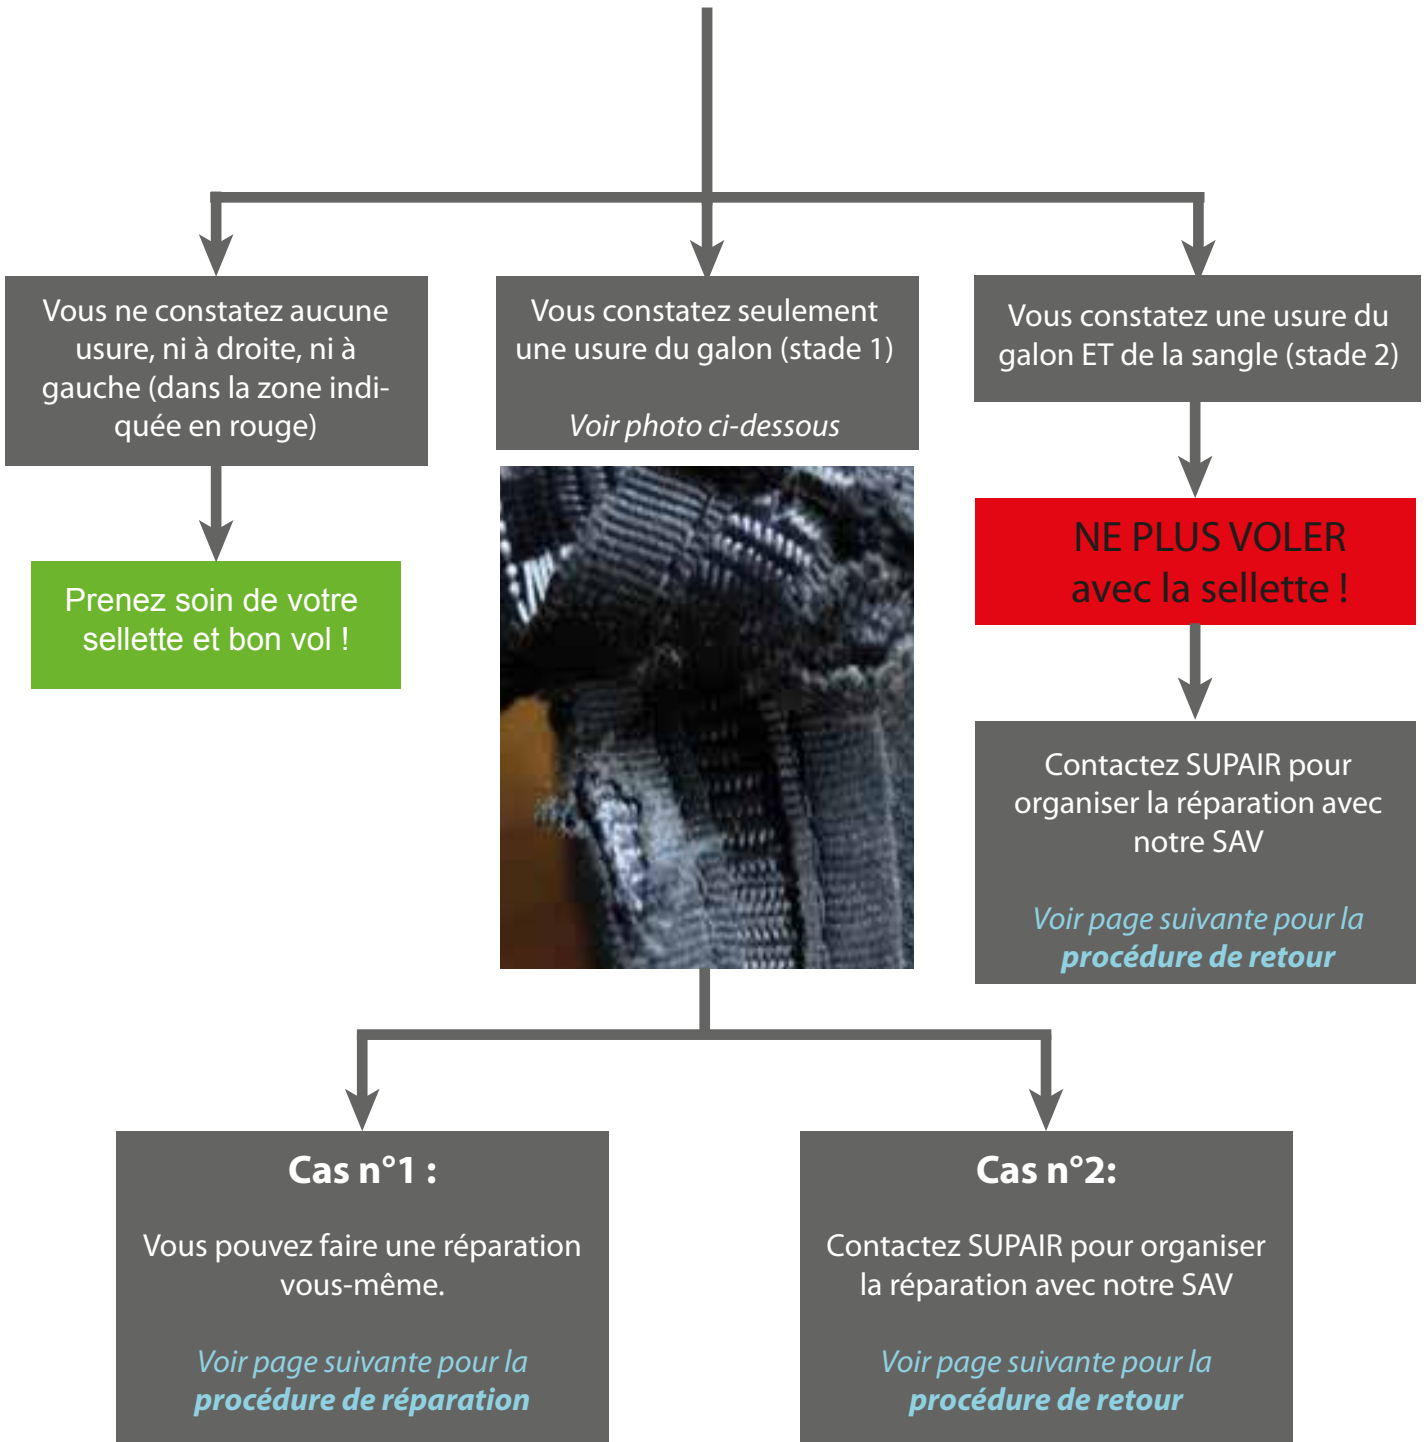 Vous ne constatez aucune
usure, ni à droite, ni à
gauche (dans la zone indi-
quée en rouge)
Prenez soin de votre
sellette et bon vol !
Vous constatez seulement
une usure du galon (stade 1)
Voir photo ci-dessous
Vous constatez une usure du
galon ET de la sangle (stade 2)
NE PLUS VOLER
avec la sellette !
Contactez SUPAIR pour
organiser la réparation avec
notre SAV
Voir page suivante pour la
procédure de retour
Cas n°1 :
Vous pouvez faire une réparation
vous-même.
Voir page suivante pour la
procédure de réparation
Cas n°2:
Contactez SUPAIR pour organiser
la réparation avec notre SAV
Voir page suivante pour la
procédure de retour